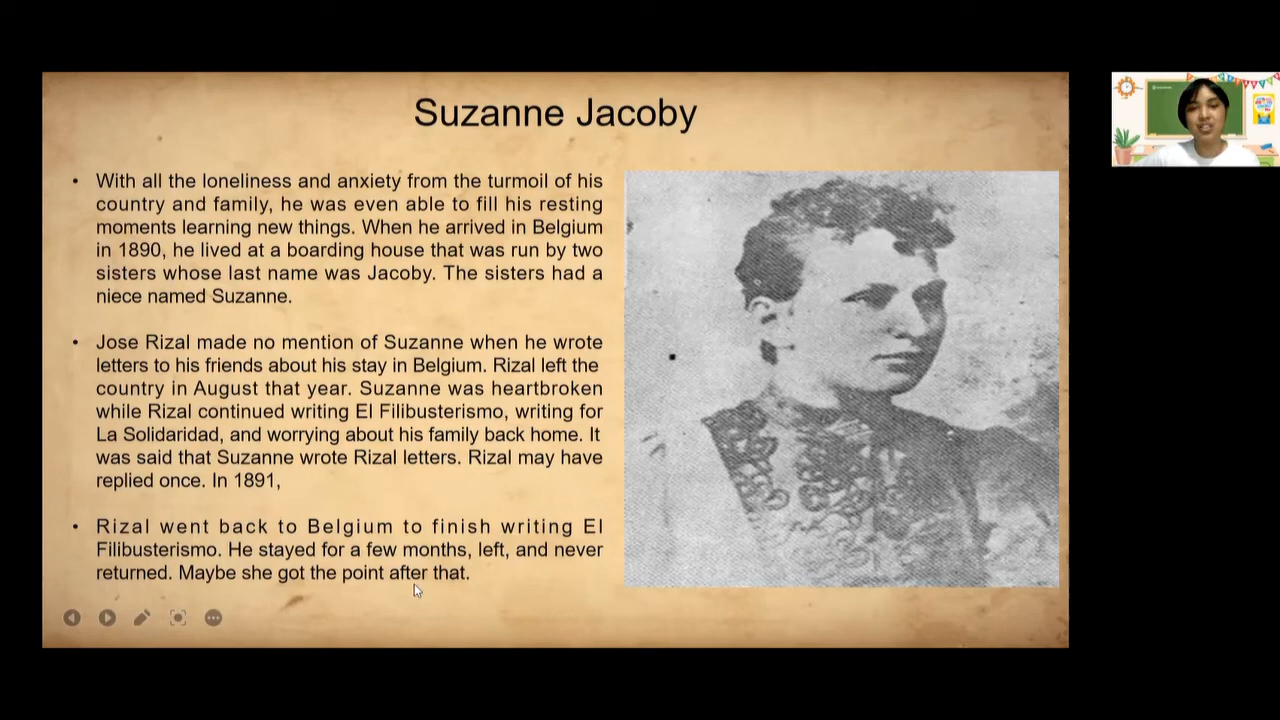 Suzanne Jacoby
• With all the loneliness and anxiety from the turmoil of his
country and family, he was even able to fill his resting
moments learning new things. When he arrived in Belgium
in 1890, he lived at a boarding house that was run by two
sisters whose last name was Jacoby. The sisters had a
niece named Suzanne.
• Jose Rizal made no mention of Suzanne when he wrote
letters to his friends about his stay in Belgium. Rizal left the
country in August that year. Suzanne was heartbroken
while Rizal continued writing El Filibusterismo, writing for
La Solidaridad, and worrying about his family back home. It
was said that Suzanne wrote Rizal letters. Rizal may have
replied once. In 1891,
• Rizal went back to Belgium to finish writing El
Filibusterismo. He stayed for a few months, left, and never
returned. Maybe she got the point after that.